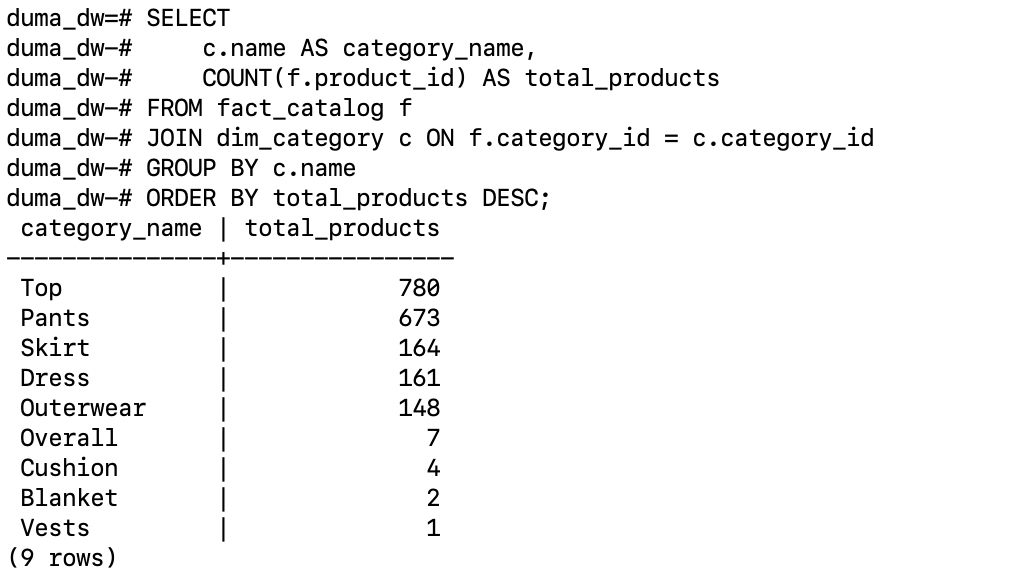 duma_dw=# SELECT
duma_dw-#     c.name AS category_name,
duma_dw-#     COUNT(f.product_id) AS total_products
duma_dw-# FROM fact_catalog f
duma_dw-# JOIN dim_category c ON f.category_id = c.category_id
duma_dw-# GROUP BY c.name
duma_dw-# ORDER BY total_products DESC;
 category_name | total_products
---------------+----------------
 Top           |            780
 Pants         |            673
 Skirt         |            164
 Dress         |            161
 Outerwear     |            148
 Overall       |              7
 Cushion       |              4
 Blanket       |              2
 Vests         |              1
(9 rows)